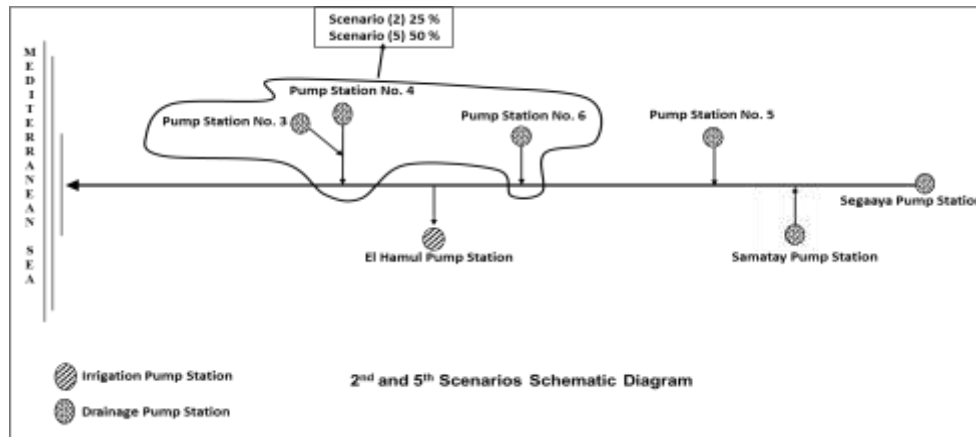 Scenario (2) 25 %
Scenario (5) 50 %
MEDITERRANEAN SEA
Pump Station No. 4
Pump Station No. 3
Pump Station No. 6
Pump Station No. 5
Segaaya Pump Station
El Hamul Pump Station
Samatay Pump Station
Irrigation Pump Station
2nd and 5th Scenarios Schematic Diagram
Drainage Pump Station